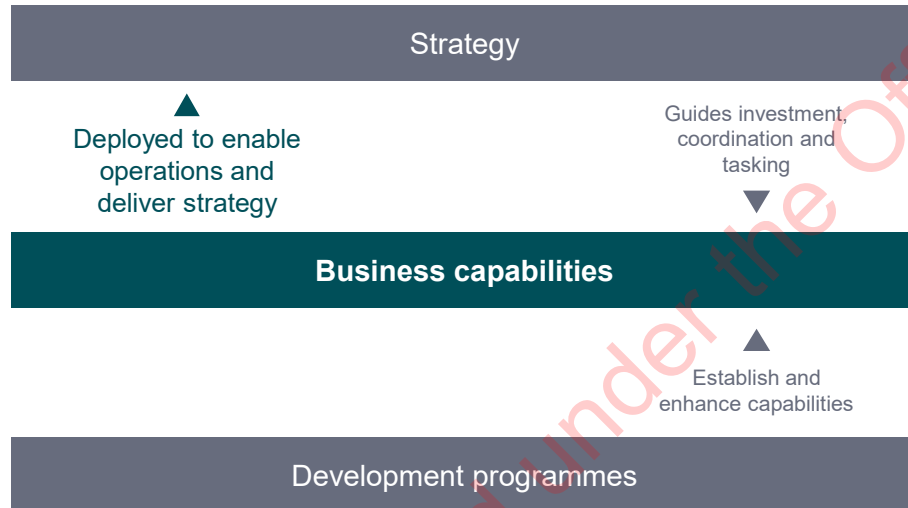 Strategy
Deployed to enable
operations and
deliver strategy
Guides investment,
coordination and
tasking
Business capabilities
Establish and
enhance capabilities
Development programmes
under the Of